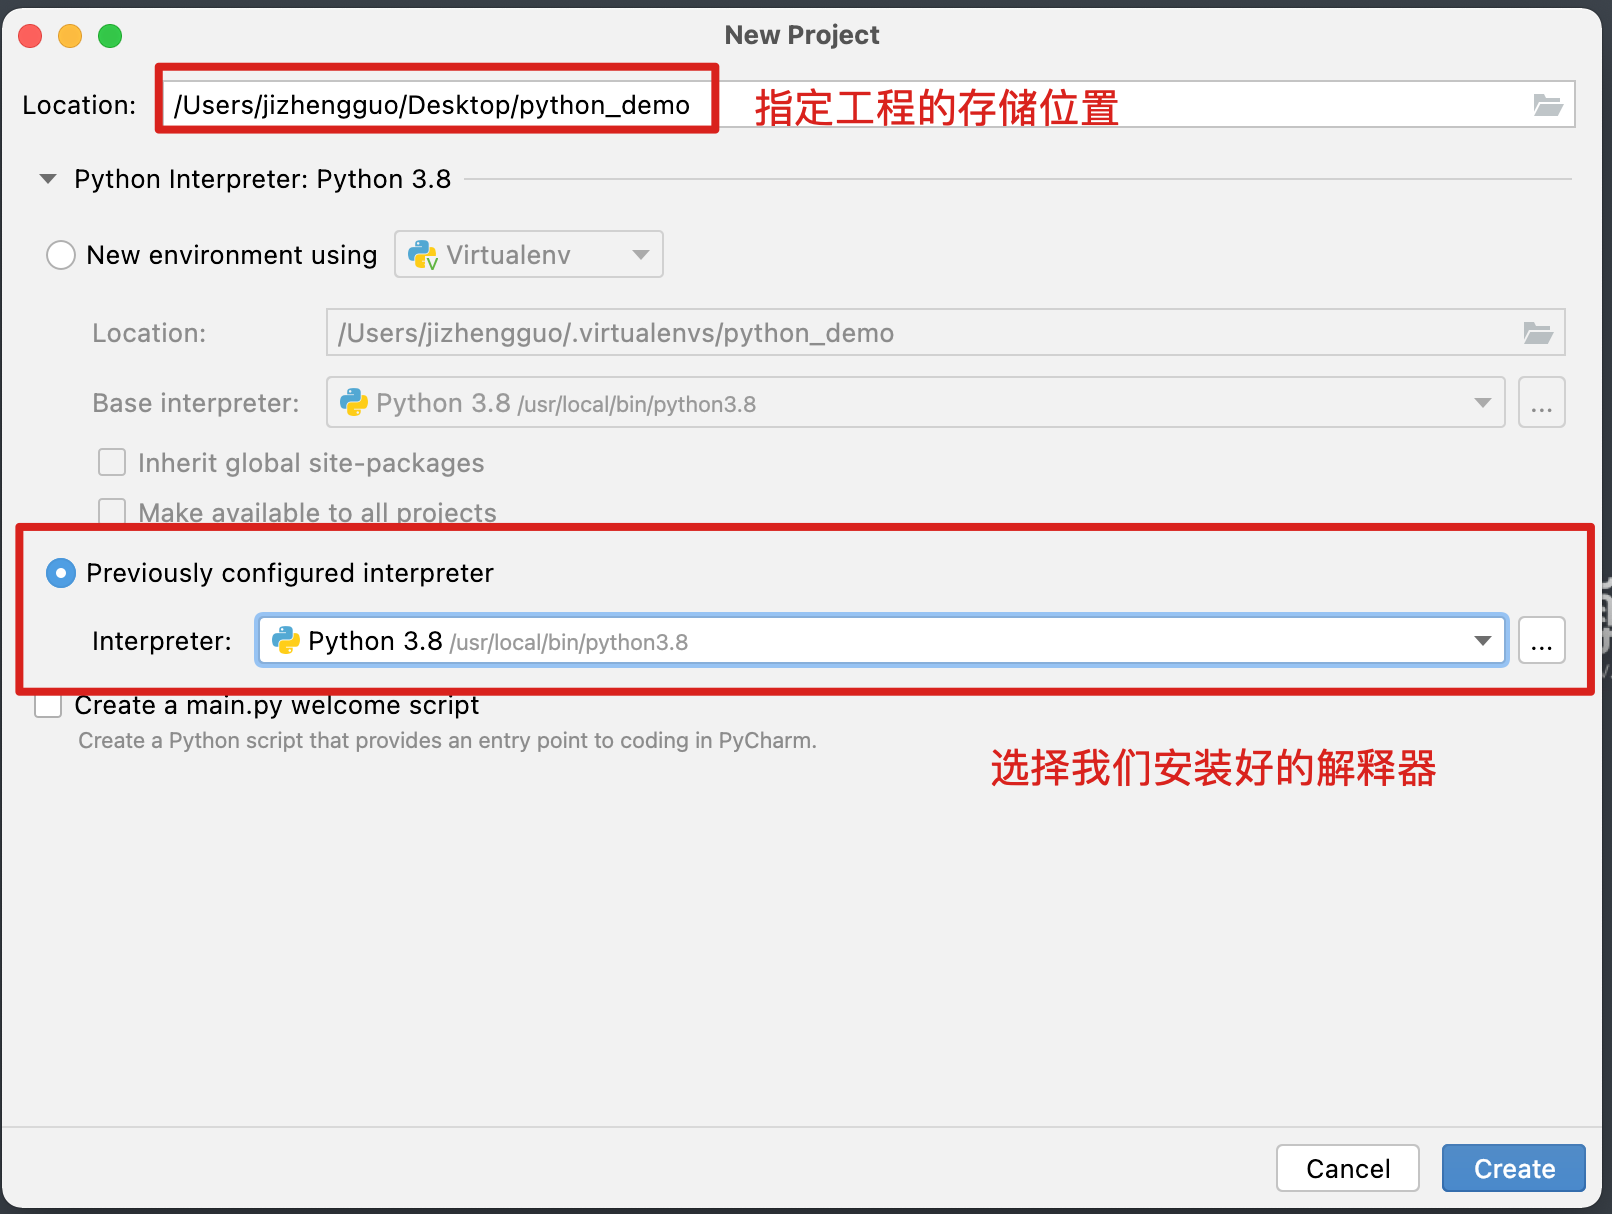 New Project
Location: /Users/jizhengguo/Desktop/python_demo 指定工程的存储位置
Python Interpreter: Python 3.8
New environment using Virtualenv
Location: /Users/jizhengguo/.virtualenvs/python_demo
Base interpreter: Python 3.8 /usr/local/bin/python3.8 ...
Inherit global site-packages
Make available to all projects
Previously configured interpreter
Interpreter: Python 3.8 /usr/local/bin/python3.8 ...
Create a main.py welcome script
Create a Python script that provides an entry point to coding in PyCharm.
选择我们安装好的解释器
Cancel Create